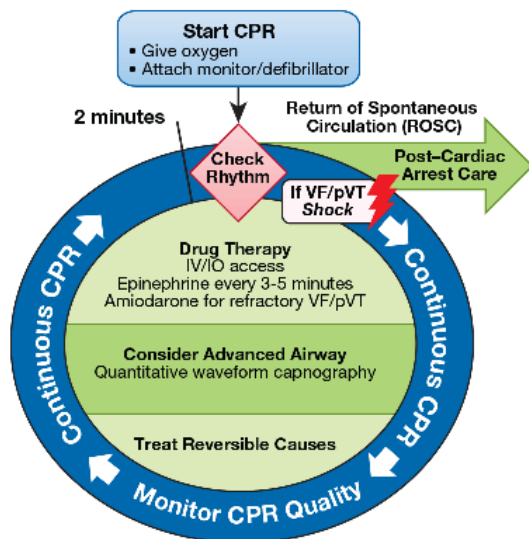 Start CPR
• Give oxygen
• Attach monitor/defibrillator
2 minutes
Return of Spontaneous
Circulation (ROSC)
Post–Cardiac
Arrest Care
Check
Rhythm
If VF/pVT
Shock
Drug Therapy
IV/IO access
Epinephrine every 3-5 minutes
Amiodarone for refractory VF/pVT
Consider Advanced Airway
Quantitative waveform capnography
Treat Reversible Causes
Continuous CPR
Monitor CPR Quality
Continuous CPR